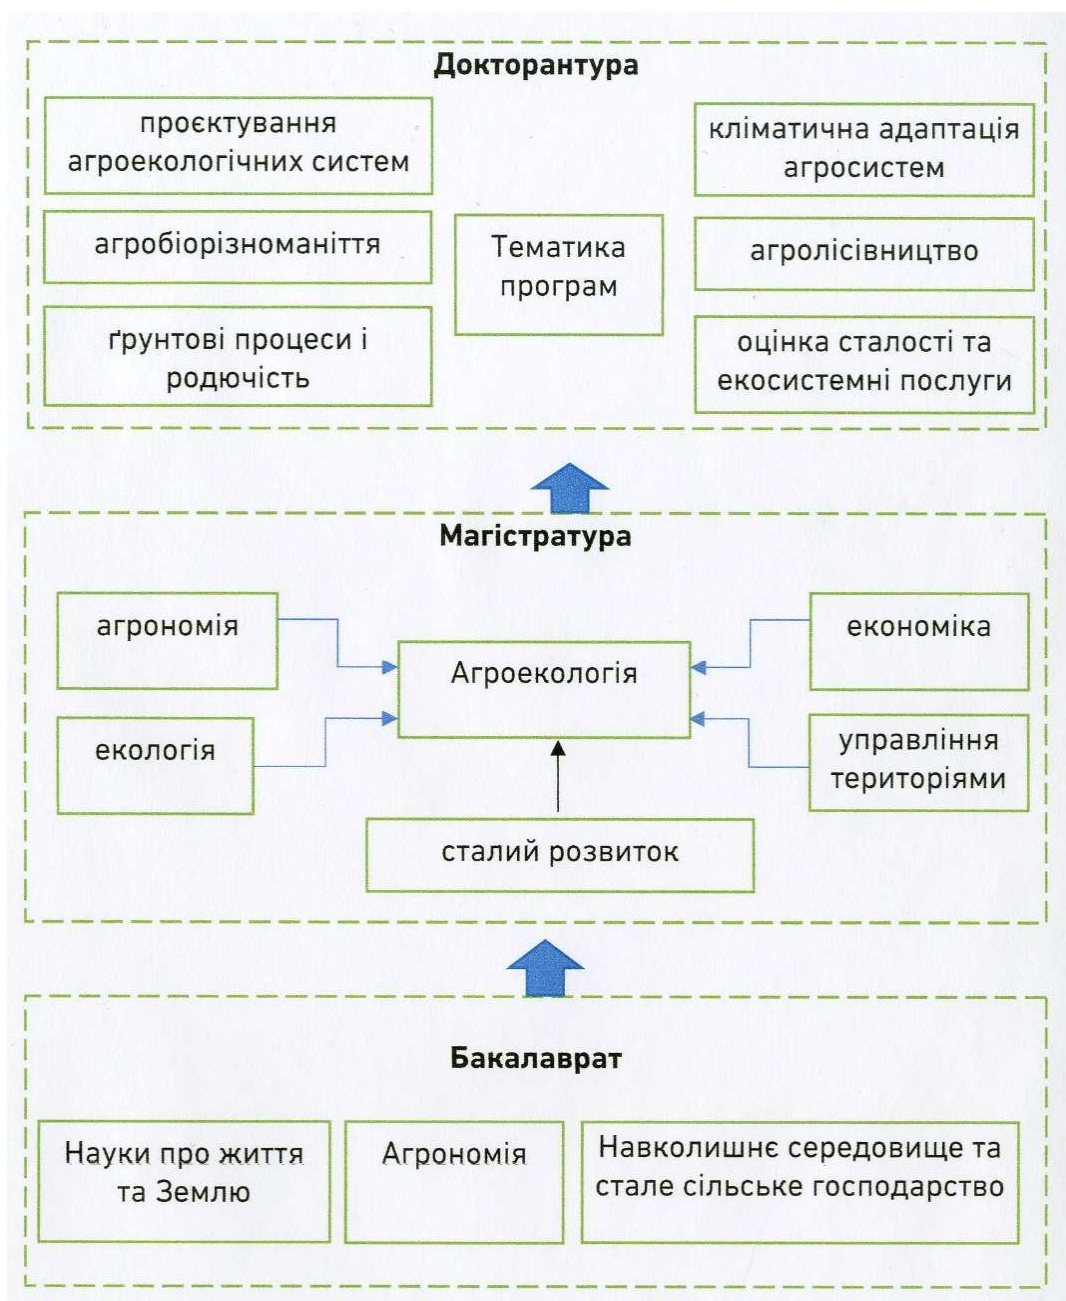 Докторантура
проєктування
агроекологічних систем
агробіорізноманіття
ґрунтові процеси і
родючість
Тематика
програм
кліматична адаптація
агросистем
агролісівництво
оцінка сталості та
екосистемні послуги
Магістратура
агрономія
екологія
Агроекологія
сталий розвиток
економіка
управління
територіями
Бакалаврат
Науки про життя
та Землю
Агрономія
Навколишнє середовище та
стале сільське господарство